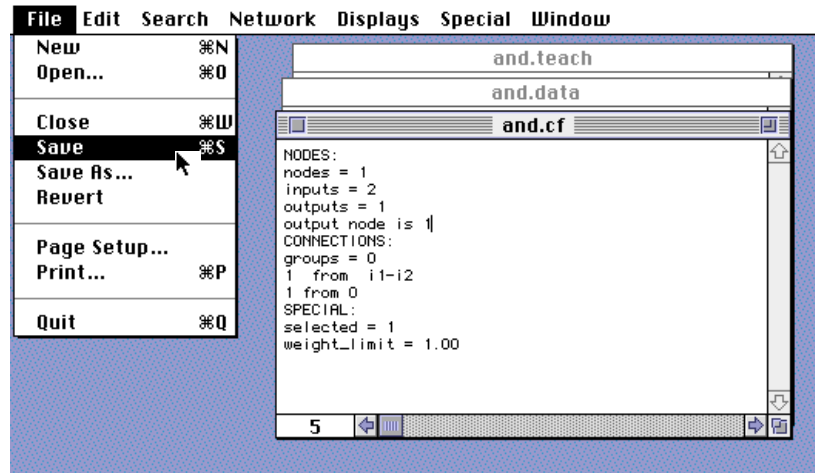 File Edit Search Network Displays Special Window
New ⌘N
Open... ⌘O
Close ⌘W
Save ⌘S
Save As...
Revert
Page Setup...
Print... ⌘P
Quit ⌘Q
and.teach
and.data
and.cf
NODES:
nodes = 1
inputs = 2
outputs = 1
output node is 1
CONNECTIONS:
groups = 0
1 from i1-i2
1 from 0
SPECIAL:
selected = 1
weight_limit = 1.00
5